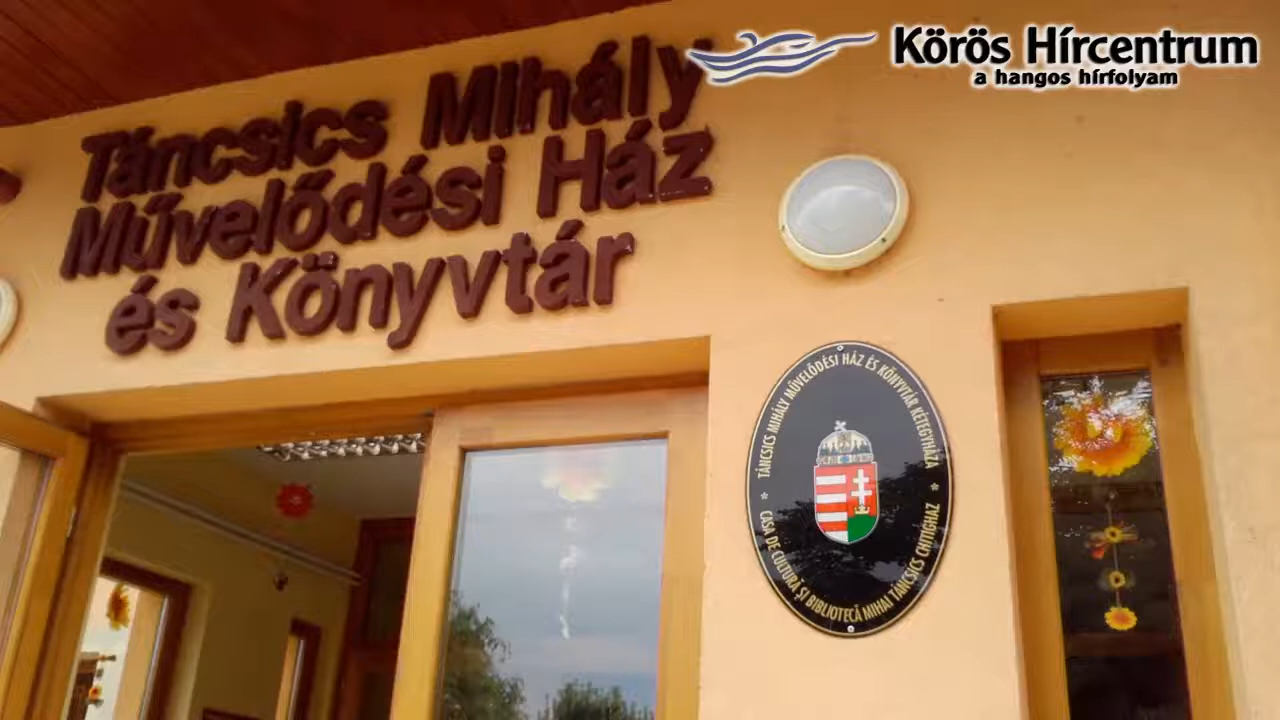 Körös Hírcentrum
a hangos hírfolyam
Táncsics Mihály
Művelődési Ház
és Könyvtár
TÁNCSICS MIHÁLY MŰVELŐDÉSI HÁZ ÉS KÖNYVTÁR KÉTEGYHÁZA
* CASA DE CULTURĂ ȘI BIBLIOTECĂ MIHAI TÁNCSICS CHITIGHAZ *